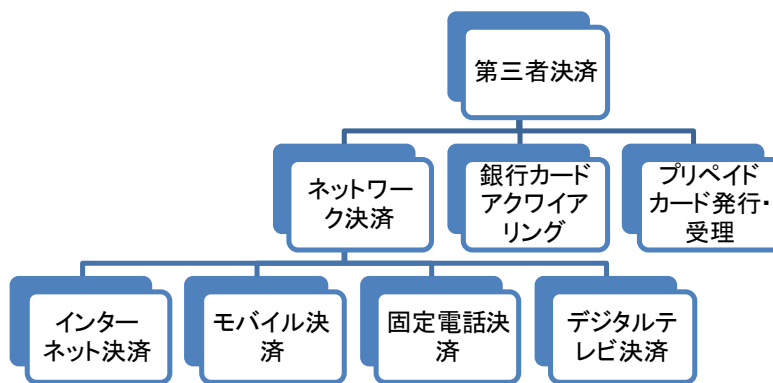 第三者決済
ネットワー
ク決済
銀行カード
アクワイア
リング
プリペイド
カード発行・
受理
インター
ネット決済
モバイル決
済
固定電話決
済
デジタルテ
レビ決済